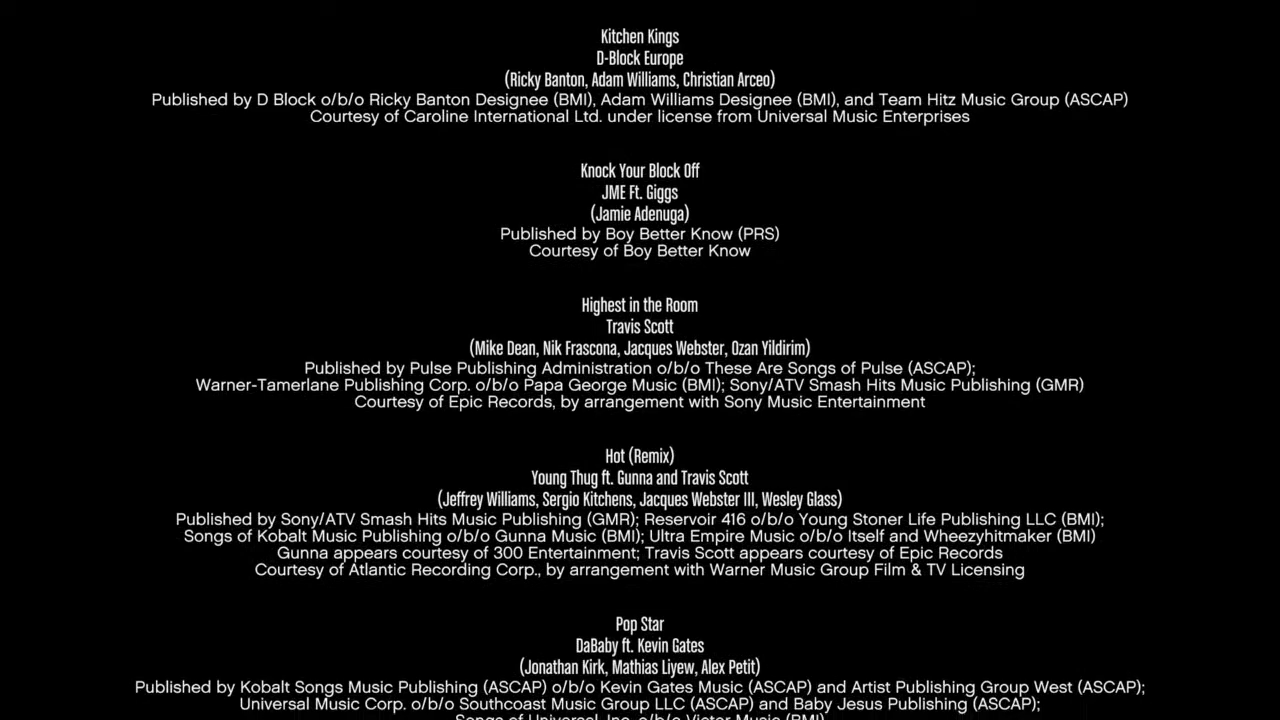 Kitchen Kings
D-Block Europe
(Ricky Banton, Adam Williams, Christian Arceo)
Published by D Block o/b/o Ricky Banton Designee (BMI), Adam Williams Designee (BMI), and Team Hitz Music Group (ASCAP)
Courtesy of Caroline International Ltd. under license from Universal Music Enterprises
Knock Your Block Off
JME Ft. Giggs
(Jamie Adenuga)
Published by Boy Better Know (PRS)
Courtesy of Boy Better Know
Highest in the Room
Travis Scott
(Mike Dean, Nik Frascona, Jacques Webster, Ozan Yildirim)
Published by Pulse Publishing Administration o/b/o These Are Songs of Pulse (ASCAP);
Warner-Tamerlane Publishing Corp. o/b/o Papa George Music (BMI); Sony/ATV Smash Hits Music Publishing (GMR)
Courtesy of Epic Records, by arrangement with Sony Music Entertainment
Hot (Remix)
Young Thug ft. Gunna and Travis Scott
(Jeffrey Williams, Sergio Kitchens, Jacques Webster III, Wesley Glass)
Published by Sony/ATV Smash Hits Music Publishing (GMR); Reservoir 416 o/b/o Young Stoner Life Publishing LLC (BMI);
Songs of Kobalt Music Publishing o/b/o Gunna Music (BMI); Ultra Empire Music o/b/o Itself and Wheezyhitmaker (BMI)
Gunna appears courtesy of 300 Entertainment; Travis Scott appears courtesy of Epic Records
Courtesy of Atlantic Recording Corp., by arrangement with Warner Music Group Film & TV Licensing
Pop Star
DaBaby ft. Kevin Gates
(Jonathan Kirk, Mathias Liyew, Alex Petit)
Published by Kobalt Songs Music Publishing (ASCAP) o/b/o Kevin Gates Music (ASCAP) and Artist Publishing Group West (ASCAP);
Universal Music Corp. o/b/o Southcoast Music Group LLC (ASCAP) and Baby Jesus Publishing (ASCAP);
Songs of Universal, Inc. o/b/o Victor Music (BMI)